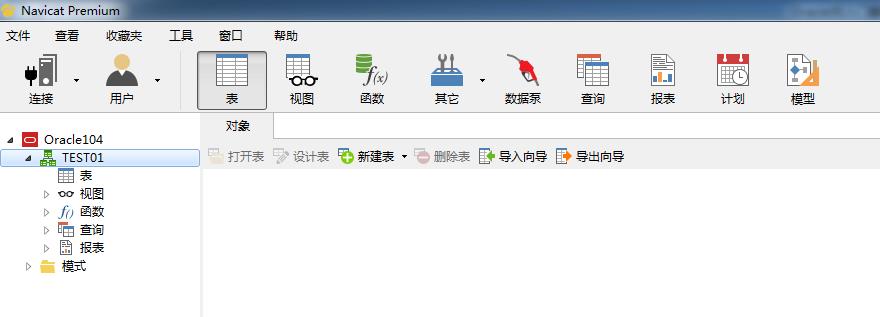 Navicat Premium
文件 查看 收藏夹 工具 窗口 帮助
连接 用户 表 视图 f(x) 函数 其它 数据泵 查询 报表 计划 模型
对象
打开表 设计表 新建表 删除表 导入向导 导出向导
Oracle104
TEST01
表
视图
f() 函数
查询
报表
模式